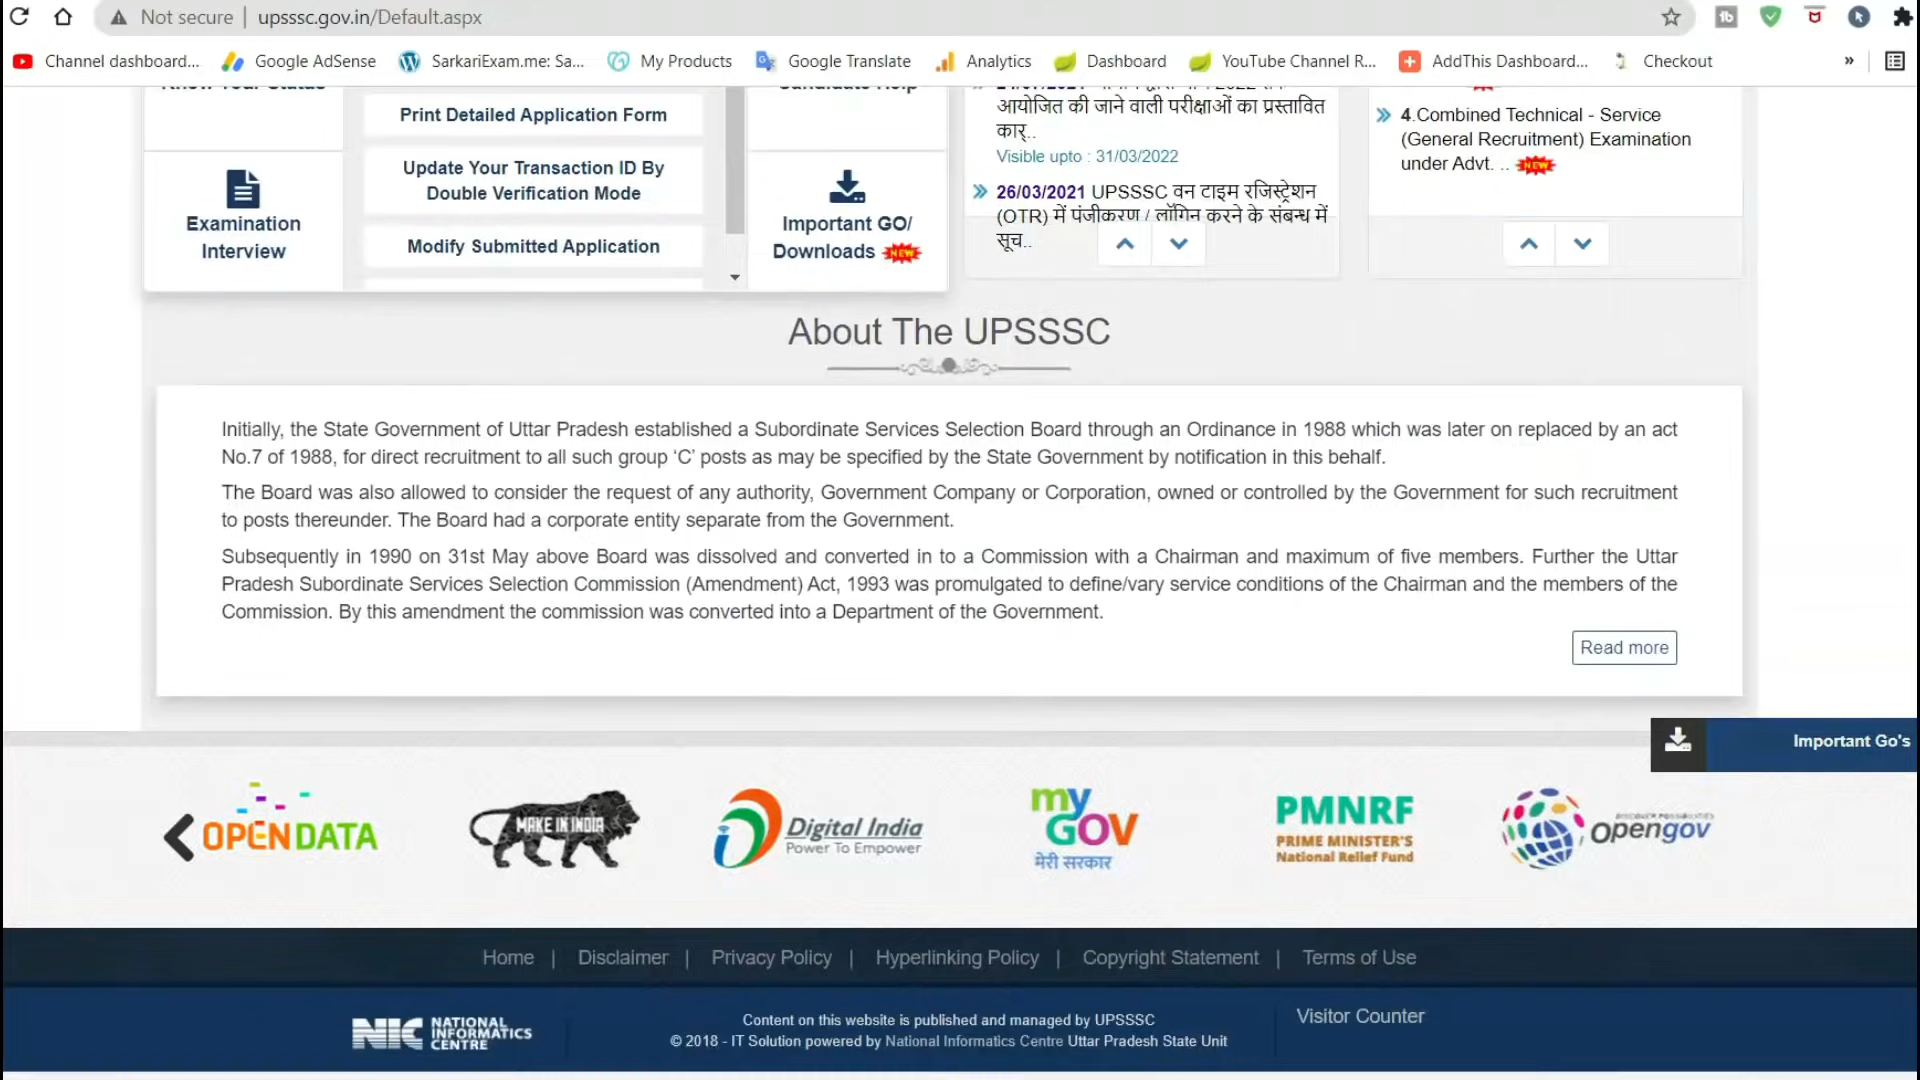 Not secure | upsssc.gov.in/Default.aspx
Channel dashboard...
Google AdSense
SarkariExam.me: Sa...
My Products
Google Translate
Analytics
Dashboard
YouTube Channel R...
AddThis Dashboard...
Checkout
»
Know Your Status
Print Detailed Application Form
Update Your Transaction ID By
Double Verification Mode
Modify Submitted Application
Examination
Interview
Candidate Help
Important GO/
Downloads NEW
आयोजित की जाने वाली परीक्षाओं का प्रस्तावित
कार्..
Visible upto : 31/03/2022
26/03/2021 UPSSSC वन टाइम रजिस्ट्रेशन
(OTR) में पंजीकरण / लॉगिन करने के संबन्ध में
सूच..
4.Combined Technical - Service
(General Recruitment) Examination
under Advt. .. NEW
About The UPSSSC
Initially, the State Government of Uttar Pradesh established a Subordinate Services Selection Board through an Ordinance in 1988 which was later on replaced by an act
No.7 of 1988, for direct recruitment to all such group ‘C’ posts as may be specified by the State Government by notification in this behalf.
The Board was also allowed to consider the request of any authority, Government Company or Corporation, owned or controlled by the Government for such recruitment
to posts thereunder. The Board had a corporate entity separate from the Government.
Subsequently in 1990 on 31st May above Board was dissolved and converted in to a Commission with a Chairman and maximum of five members. Further the Uttar
Pradesh Subordinate Services Selection Commission (Amendment) Act, 1993 was promulgated to define/vary service conditions of the Chairman and the members of the
Commission. By this amendment the commission was converted into a Department of the Government.
Read more
Important Go's
OPEN DATA
MAKE IN INDIA
Digital India
Power To Empower
my
GOV
मेरी सरकार
PMNRF
PRIME MINISTER'S
National Relief Fund
DISCOVER POSSIBILITIES
opengov
Home | Disclaimer | Privacy Policy | Hyperlinking Policy | Copyright Statement | Terms of Use
NIC NATIONAL
INFORMATICS
CENTRE
Content on this website is published and managed by UPSSSC
© 2018 - IT Solution powered by National Informatics Centre Uttar Pradesh State Unit
Visitor Counter